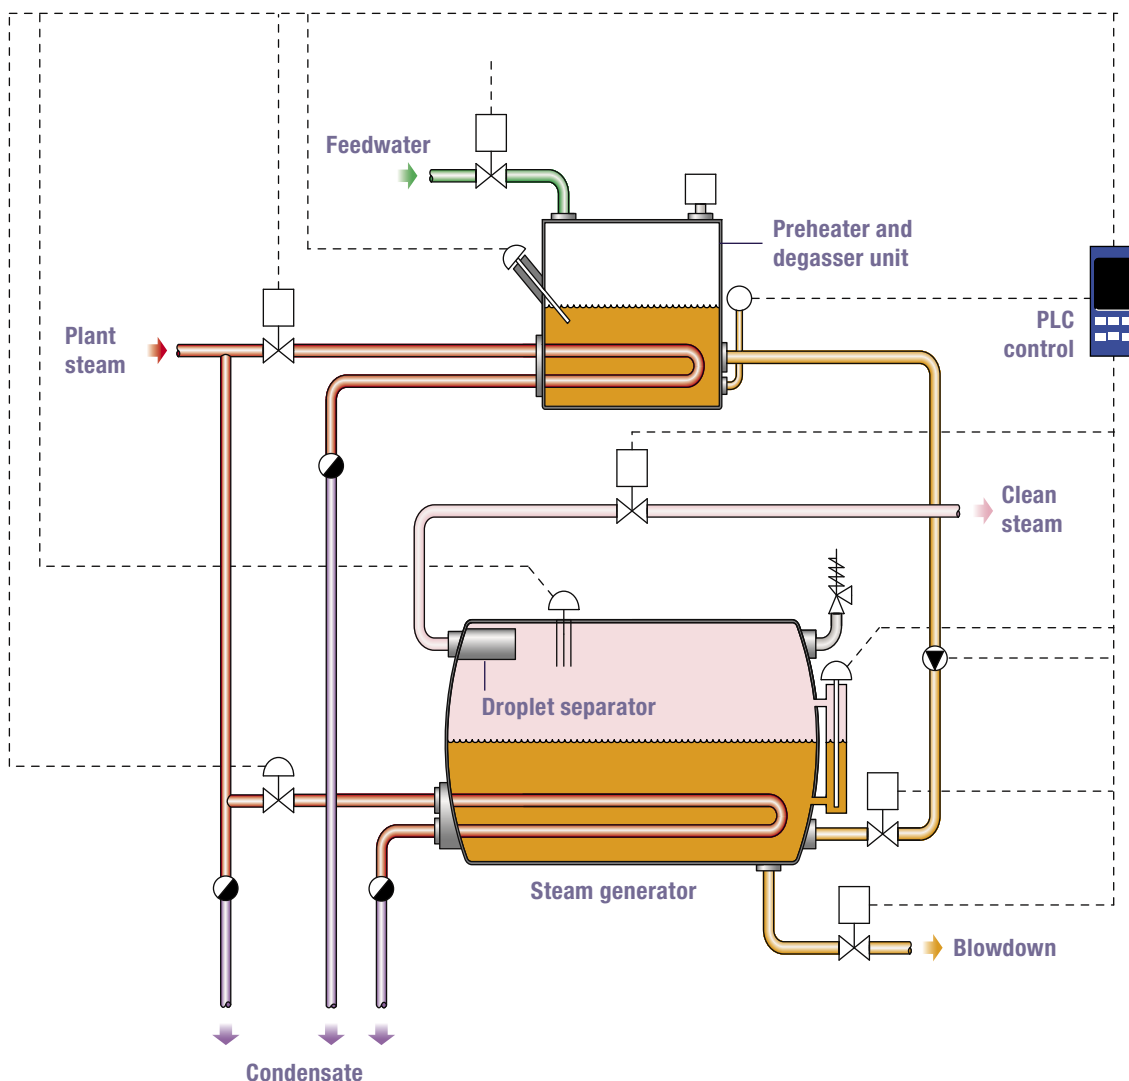 Feedwater
Preheater and
degasser unit
Plant
steam
PLC
control
Clean
steam
Droplet separator
Steam generator
Blowdown
Condensate